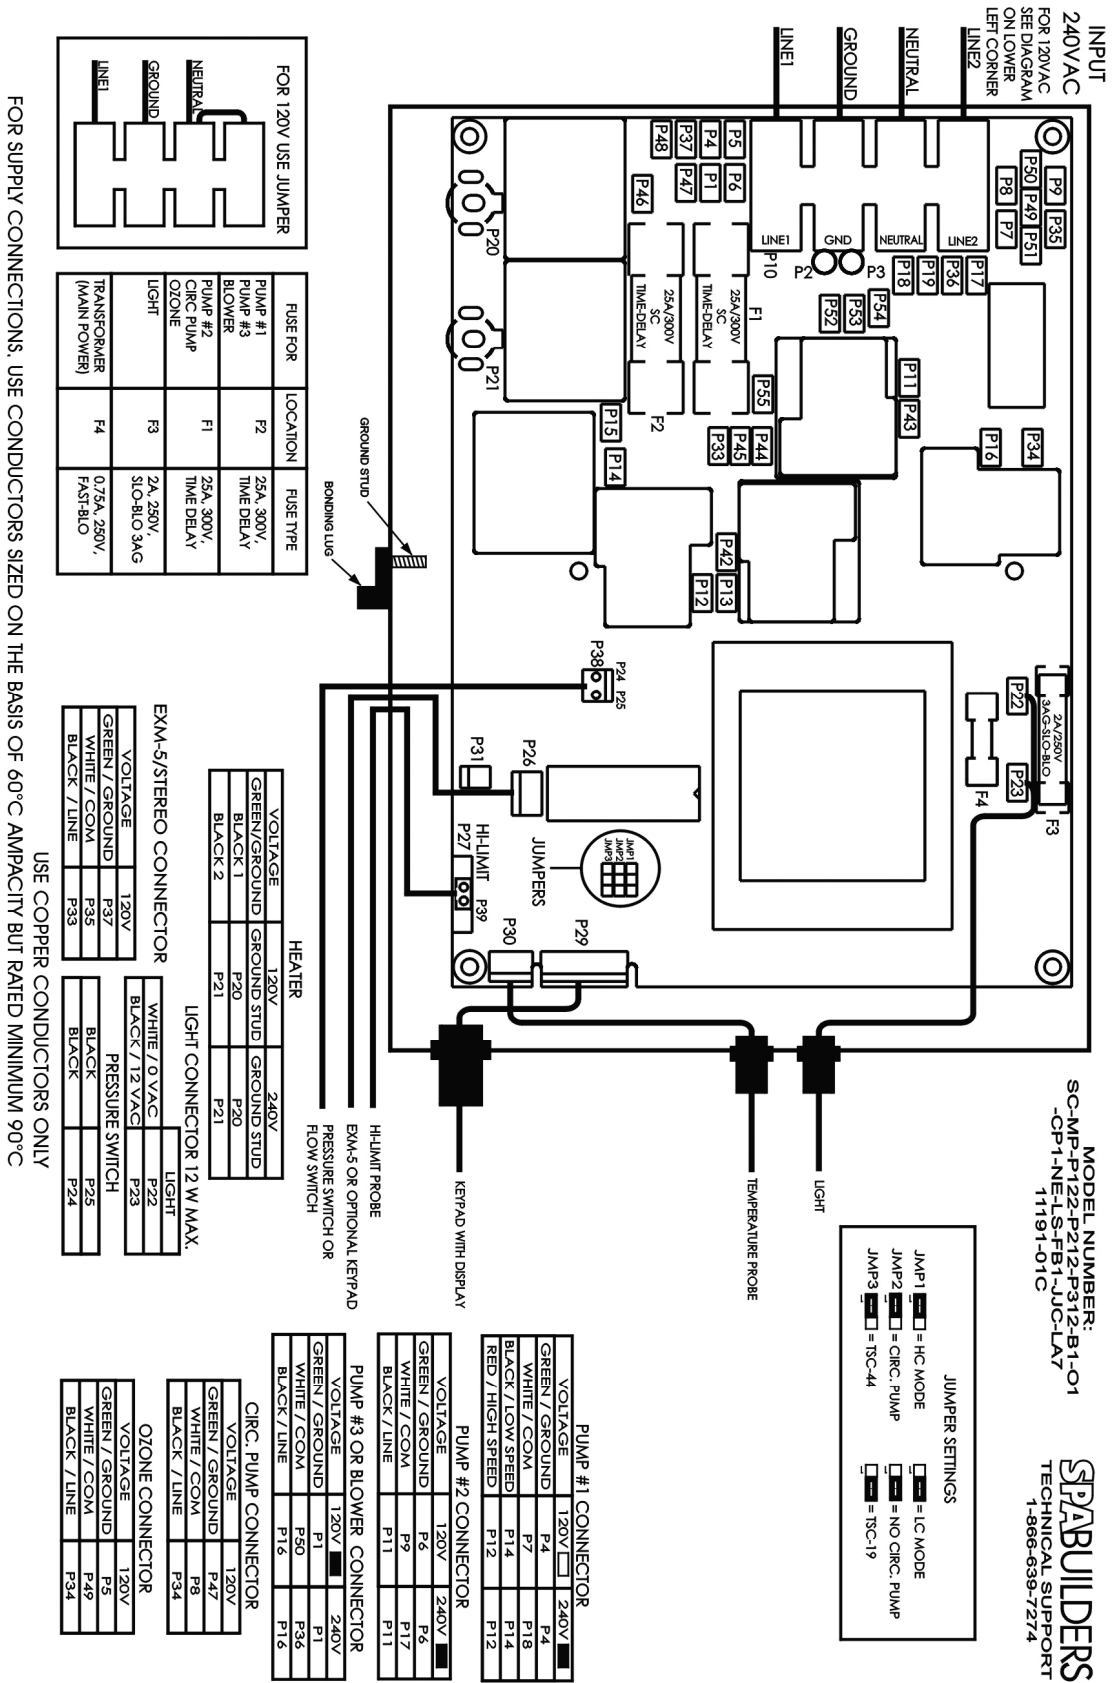 INPUT
240VAC
FOR 120VAC
SEE DIAGRAM
ON LOWER
LEFT CORNER
LINE1
GROUND
NEUTRAL
LINE2
P48
P37
P4
P5
P47
P1
P6
P46
P50
P9
P8
P49
P35
P7
P51
LINE1
GND
NEUTRAL
LINE2
P10
P2
P3
P18
P19
P36
P17
P20
P21
25A/300V
SC
TIME-DELAY
F2
25A/300V
SC
TIME-DELAY
F1
P52
P53
P54
P55
P11
P43
P15
P14
P33
P45
P44
P16
P34
P42
P12
P13
GROUND STUD
BONDING LUG
P38
P24
P25
P22
P23
2A/250V
3AG-SLO-BLO
F3
F4
P31
P26
HI-LIMIT
P27
P39
JUMPERS
JMP1
JMP2
JMP3
P30
P29
HI-LIMIT PROBE
EXM-5 OR OPTIONAL KEYPAD
PRESSURE SWITCH OR
FLOW SWITCH
KEYPAD WITH DISPLAY
TEMPERATURE PROBE
LIGHT
MODEL NUMBER:
SC-MP-P122-P212-P312-B1-O1
-CP1-NE-LS-FB1-JJC-LA7
11191-01C
SPABUILDERS
TECHNICAL SUPPORT
1-866-639-7274
JUMPER SETTINGS
JMP1 = HC MODE = LC MODE
JMP2 = CIRC. PUMP = NO CIRC. PUMP
JMP3 = TSC-44 = TSC-19
FOR 120V USE JUMPER
NEUTRAL
GROUND
LINE1
FUSE FOR LOCATION FUSE TYPE
PUMP #1
PUMP #3
BLOWER
F2
25A, 300V,
TIME DELAY
PUMP #2
CIRC PUMP
OZONE
F1
25A, 300V,
TIME DELAY
LIGHT
F3
2A, 250V,
SLO-BLO 3AG
TRANSFORMER
(MAIN POWER)
F4
0.75A, 250V,
FAST-BLO
HEATER
VOLTAGE 120V 240V
GREEN/GROUND GROUND STUD GROUND STUD
BLACK 1 P20 P20
BLACK 2 P21 P21
EXM-5/STEREO CONNECTOR
VOLTAGE 120V
GREEN / GROUND P37
WHITE / COM P35
BLACK / LINE P33
LIGHT CONNECTOR 12 W MAX.
LIGHT
WHITE / 0 VAC P22
BLACK / 12 VAC P23
PRESSURE SWITCH
BLACK P25
BLACK P24
PUMP #1 CONNECTOR
VOLTAGE 120V 240V
GREEN / GROUND P4 P4
WHITE / COM P7 P18
BLACK / LOW SPEED P14 P14
RED / HIGH SPEED P12 P12
PUMP #2 CONNECTOR
VOLTAGE 120V 240V
GREEN / GROUND P6 P6
WHITE / COM P9 P17
BLACK / LINE P11 P11
PUMP #3 OR BLOWER CONNECTOR
VOLTAGE 120V 240V
GREEN / GROUND P1 P1
WHITE / COM P50 P36
BLACK / LINE P16 P16
CIRC. PUMP CONNECTOR
VOLTAGE 120V
GREEN / GROUND P47
WHITE / COM P8
BLACK / LINE P34
OZONE CONNECTOR
VOLTAGE 120V
GREEN / GROUND P5
WHITE / COM P49
BLACK / LINE P34
USE COPPER CONDUCTORS ONLY
FOR SUPPLY CONNECTIONS, USE CONDUCTORS SIZED ON THE BASIS OF 60°C AMPACITY BUT RATED MINIMUM 90°C